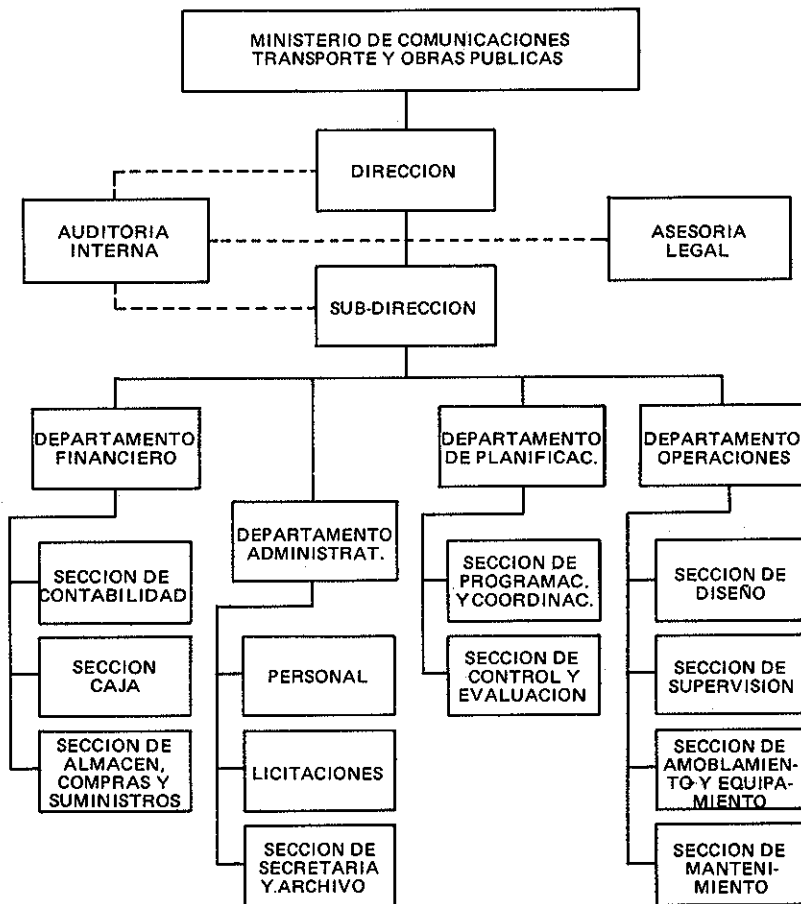 MINISTERIO DE COMUNICACIONES
TRANSPORTE Y OBRAS PUBLICAS
DIRECCION
AUDITORIA
INTERNA
ASESORIA
LEGAL
SUB-DIRECCION
DEPARTAMENTO
FINANCIERO
SECCION DE
CONTABILIDAD
SECCION
CAJA
SECCION DE
ALMACEN,
COMPRAS Y
SUMINISTROS
DEPARTAMENTO
ADMINISTRAT.
PERSONAL
LICITACIONES
SECCION DE
SECRETARIA
Y.ARCHIVO
DEPARTAMENTO
DE PLANIFICAC.
SECCION DE
PROGRAMAC.
Y COORDINAC.
SECCION DE
CONTROL Y
EVALUACION
DEPARTAMENTO
OPERACIONES
SECCION DE
DISEÑO
SECCION DE
SUPERVISION
SECCION DE
AMOBLAMIEN-
TO Y EQUIPA-
MIENTO
SECCION DE
MANTENI-
MIENTO